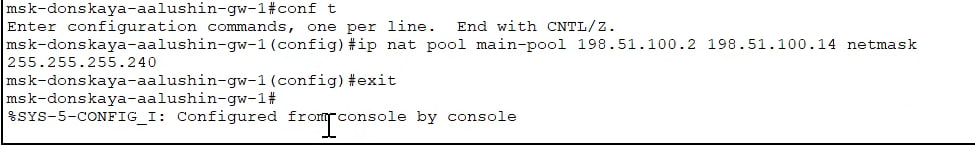 msk-donskaya-aalushin-gw-1#conf t
Enter configuration commands, one per line.  End with CNTL/Z.
msk-donskaya-aalushin-gw-1(config)#ip nat pool main-pool 198.51.100.2 198.51.100.14 netmask
255.255.255.240
msk-donskaya-aalushin-gw-1(config)#exit
msk-donskaya-aalushin-gw-1#
%SYS-5-CONFIG_I: Configured from console by console